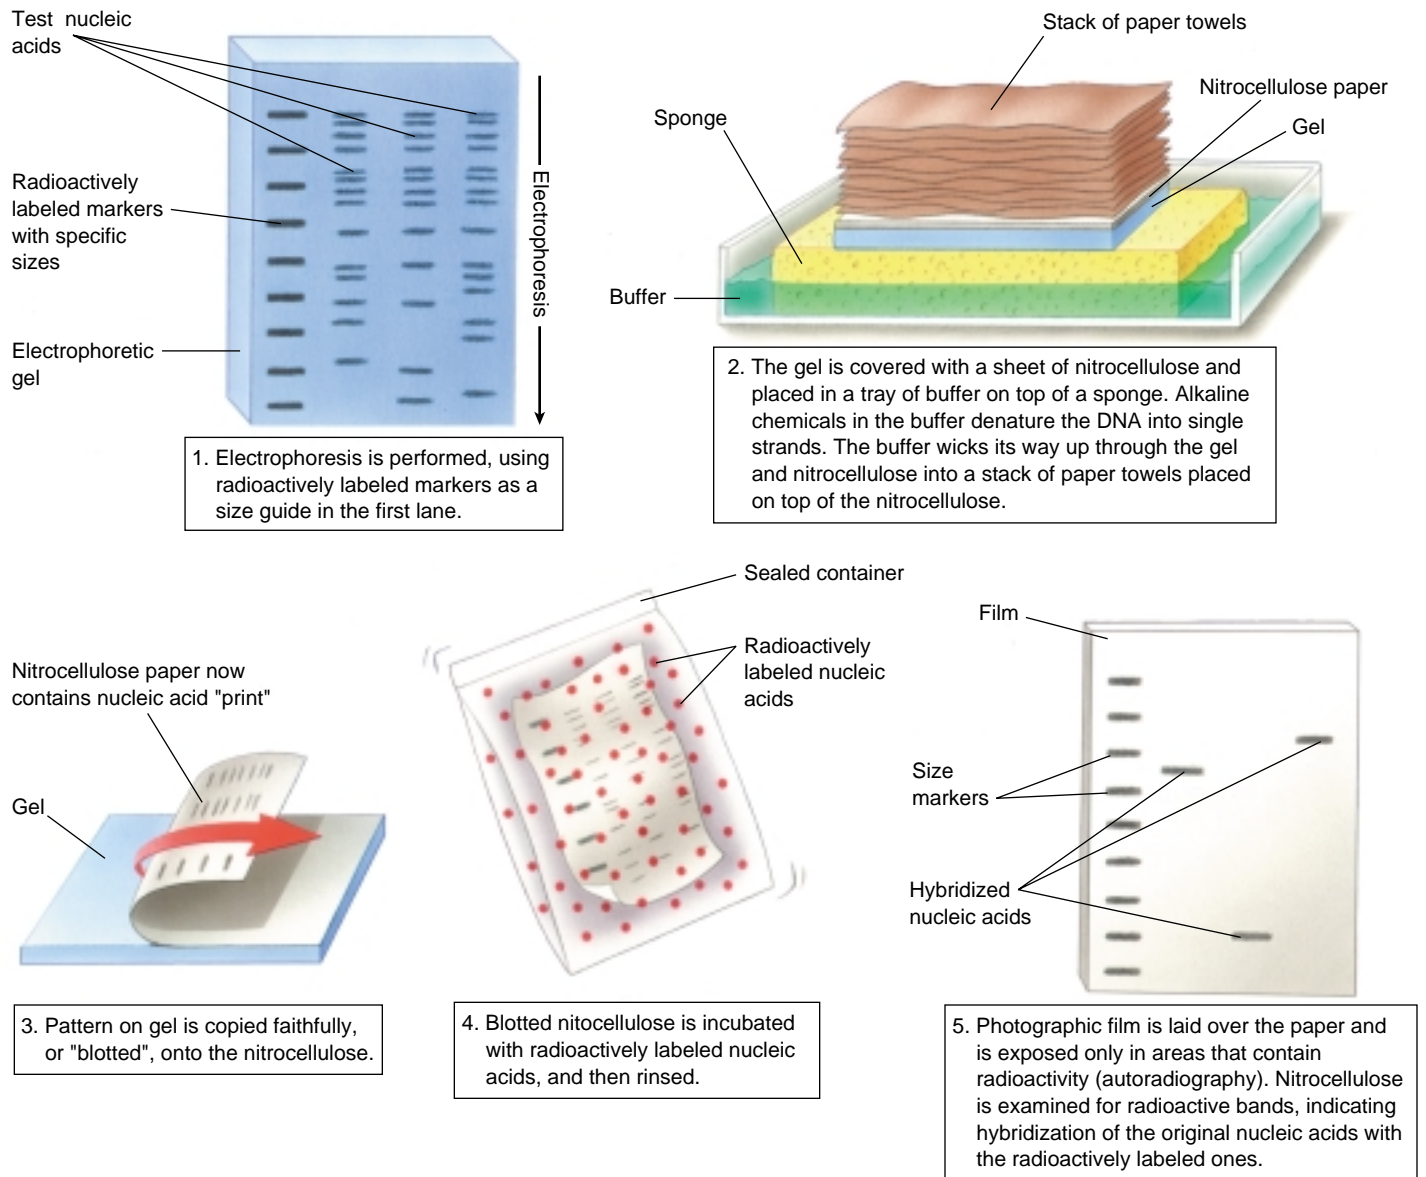 Test nucleic
acids
Radioactively
labeled markers
with specific
sizes
Electrophoretic
gel
Electrophoresis
1. Electrophoresis is performed, using
radioactively labeled markers as a
size guide in the first lane.
Stack of paper towels
Nitrocellulose paper
Gel
Sponge
Buffer
2. The gel is covered with a sheet of nitrocellulose and
placed in a tray of buffer on top of a sponge. Alkaline
chemicals in the buffer denature the DNA into single
strands. The buffer wicks its way up through the gel
and nitrocellulose into a stack of paper towels placed
on top of the nitrocellulose.
Nitrocellulose paper now
contains nucleic acid "print"
Gel
3. Pattern on gel is copied faithfully,
or "blotted", onto the nitrocellulose.
Sealed container
Radioactively
labeled nucleic
acids
4. Blotted nitocellulose is incubated
with radioactively labeled nucleic
acids, and then rinsed.
Film
Size
markers
Hybridized
nucleic acids
5. Photographic film is laid over the paper and
is exposed only in areas that contain
radioactivity (autoradiography). Nitrocellulose
is examined for radioactive bands, indicating
hybridization of the original nucleic acids with
the radioactively labeled ones.